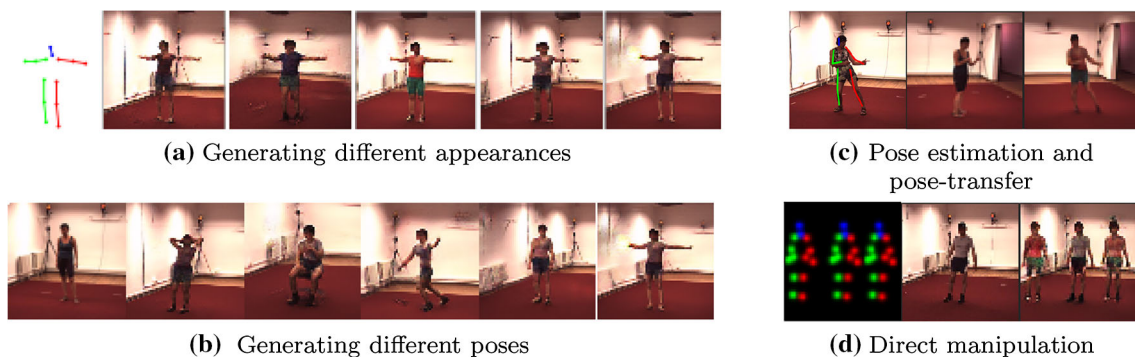 (a) Generating different appearances
(c) Pose estimation and
pose-transfer
(b) Generating different poses
(d) Direct manipulation